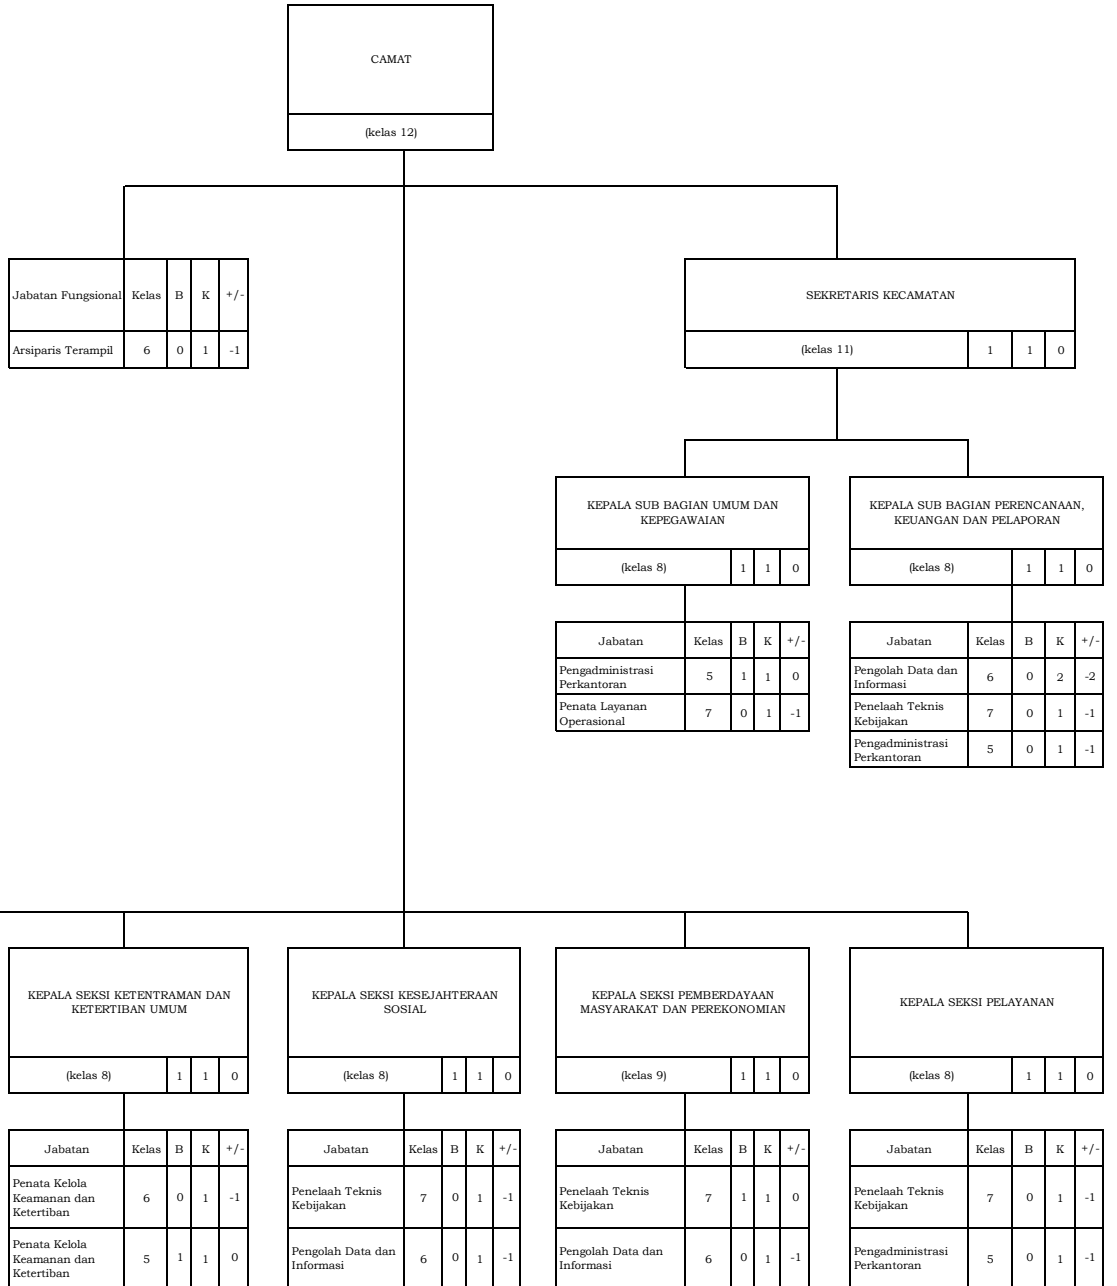 CAMAT
(kelas 12)
Jabatan Fungsional Kelas B K +/-
Arsiparis Terampil 6 0 1 -1
SEKRETARIS KECAMATAN
(kelas 11) 1 1 0
KEPALA SUB BAGIAN UMUM DAN
KEPEGAWAIAN
(kelas 8) 1 1 0
Jabatan Kelas B K +/-
Pengadministrasi
Perkantoran 5 1 1 0
Penata Layanan
Operasional 7 0 1 -1
KEPALA SUB BAGIAN PERENCANAAN,
KEUANGAN DAN PELAPORAN
(kelas 8) 1 1 0
Jabatan Kelas B K +/-
Pengolah Data dan
Informasi 6 0 2 -2
Penelaah Teknis
Kebijakan 7 0 1 -1
Pengadministrasi
Perkantoran 5 0 1 -1
KEPALA SEKSI KETENTRAMAN DAN
KETERTIBAN UMUM
(kelas 8) 1 1 0
Jabatan Kelas B K +/-
Penata Kelola
Keamanan dan
Ketertiban 6 0 1 -1
Penata Kelola
Keamanan dan
Ketertiban 5 1 1 0
KEPALA SEKSI KESEJAHTERAAN
SOSIAL
(kelas 8) 1 1 0
Jabatan Kelas B K +/-
Penelaah Teknis
Kebijakan 7 0 1 -1
Pengolah Data dan
Informasi 6 0 1 -1
KEPALA SEKSI PEMBERDAYAAN
MASYARAKAT DAN PEREKONOMIAN
(kelas 9) 1 1 0
Jabatan Kelas B K +/-
Penelaah Teknis
Kebijakan 7 1 1 0
Pengolah Data dan
Informasi 6 0 1 -1
KEPALA SEKSI PELAYANAN
(kelas 8) 1 1 0
Jabatan Kelas B K +/-
Penelaah Teknis
Kebijakan 7 0 1 -1
Pengadministrasi
Perkantoran 5 0 1 -1